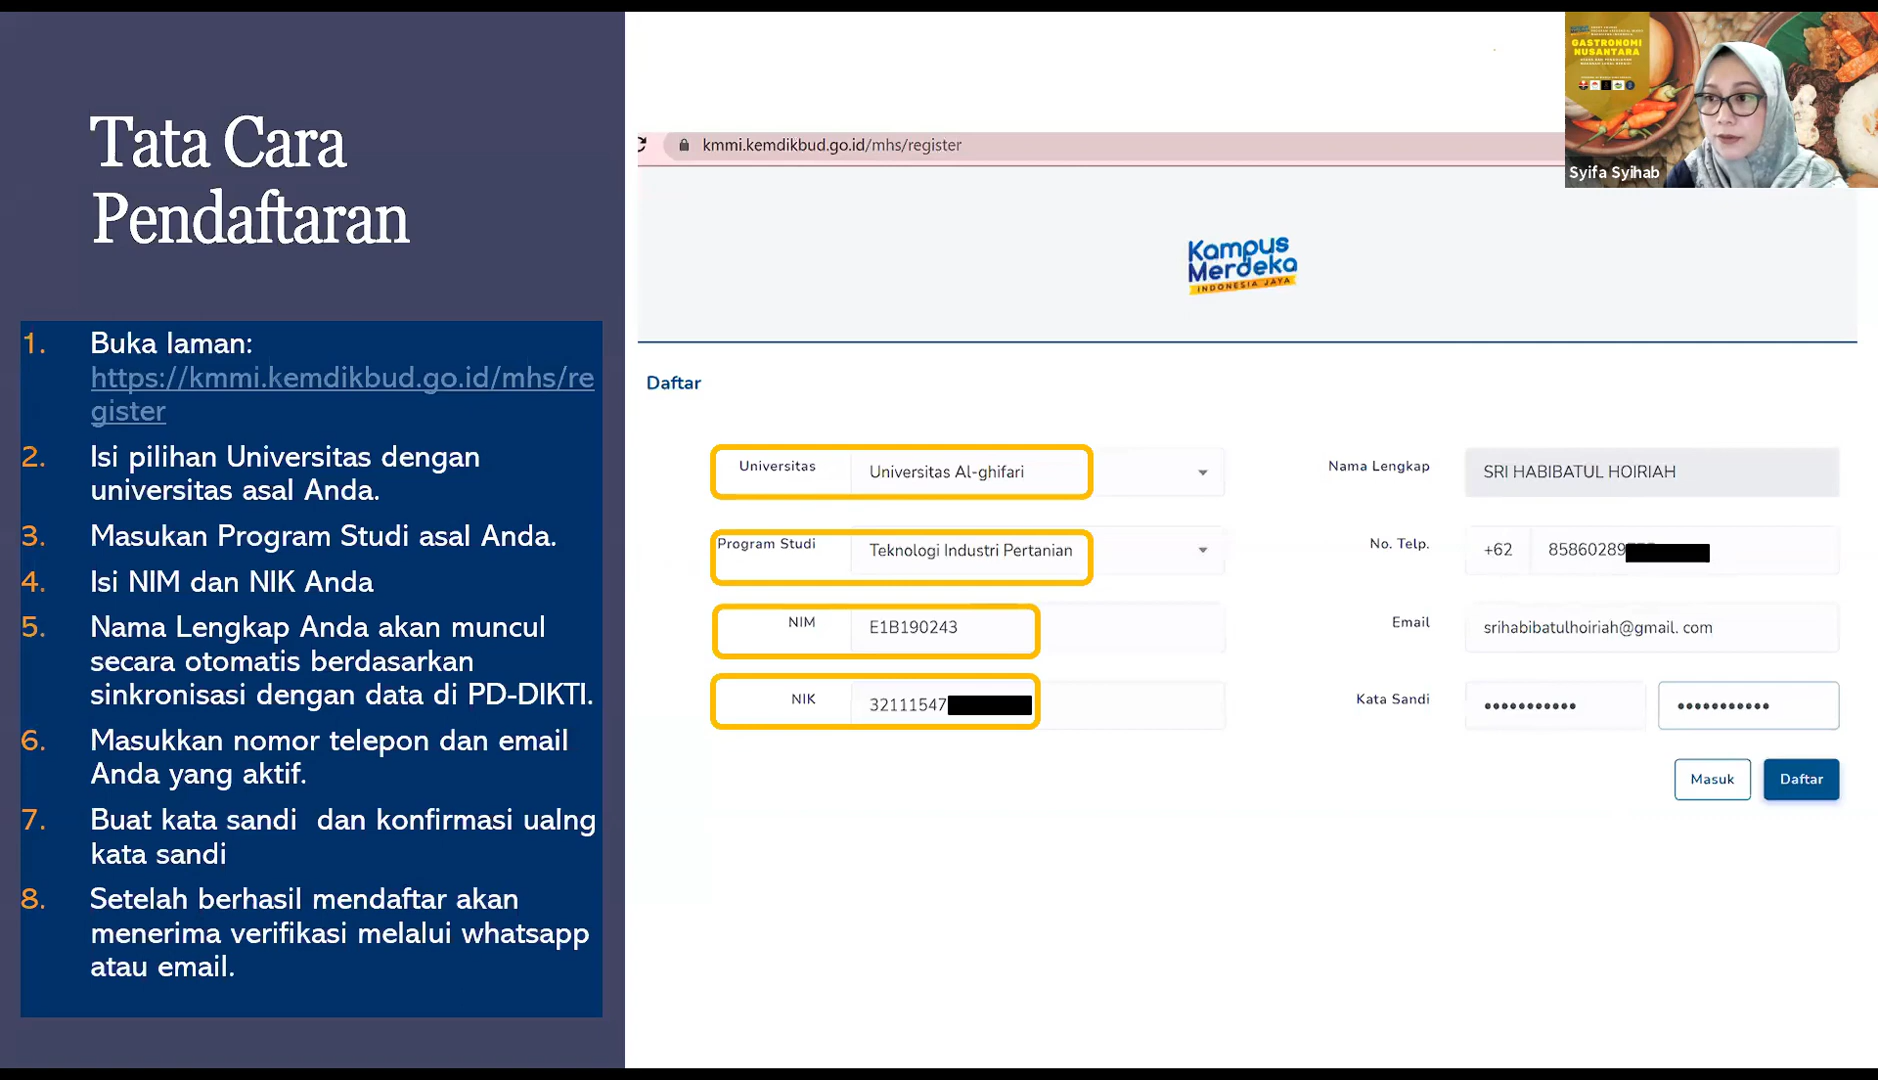 Tata Cara
Pendaftaran
1. Buka laman:
https://kmmi.kemdikbud.go.id/mhs/re
gister
2. Isi pilihan Universitas dengan
universitas asal Anda.
3. Masukan Program Studi asal Anda.
4. Isi NIM dan NIK Anda
5. Nama Lengkap Anda akan muncul
secara otomatis berdasarkan
sinkronisasi dengan data di PD-DIKTI.
6. Masukkan nomor telepon dan email
Anda yang aktif.
7. Buat kata sandi  dan konfirmasi ualng
kata sandi
8. Setelah berhasil mendaftar akan
menerima verifikasi melalui whatsapp
atau email.
kmmi.kemdikbud.go.id/mhs/register
Kampus
Merdeka
INDONESIA JAYA
Daftar
Universitas Universitas Al-ghifari
Program Studi Teknologi Industri Pertanian
NIM E1B190243
NIK 32111547
Nama Lengkap SRI HABIBATUL HOIRIAH
No. Telp. +62 85860289
Email srihabibatulhoiriah@gmail. com
Kata Sandi ••••••••••• •••••••••••
Masuk Daftar
GASTRONOMI
NUSANTARA
Syifa Syihab